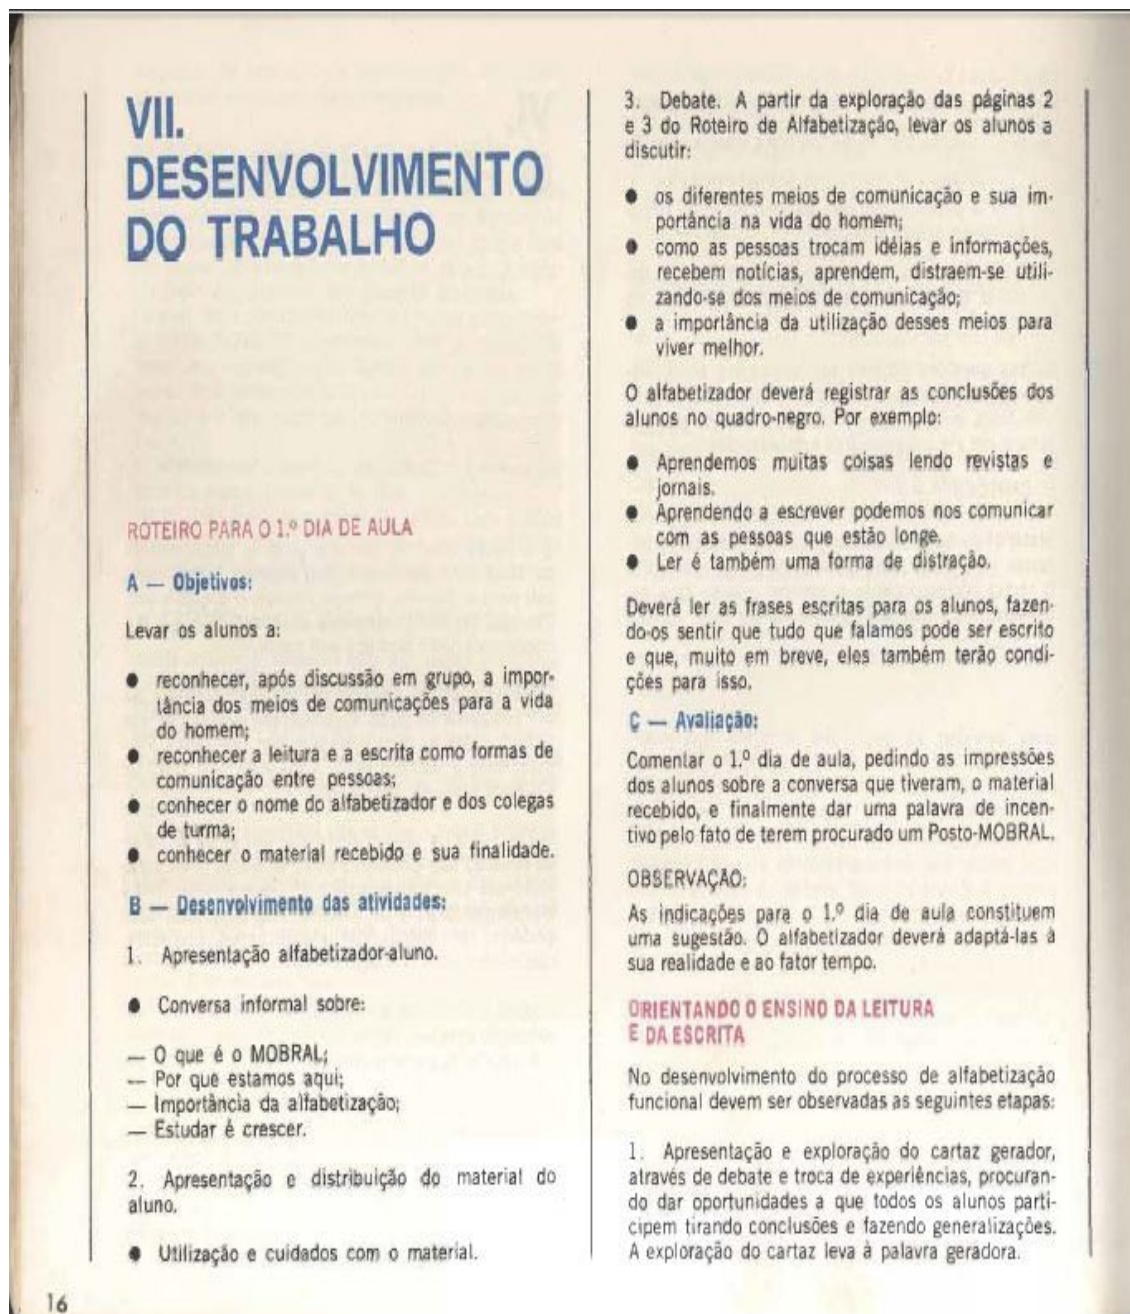 VII.
DESENVOLVIMENTO
DO TRABALHO
ROTEIRO PARA O 1.º DIA DE AULA
A — Objetivos:
Levar os alunos a:
● reconhecer, após discussão em grupo, a impor-
tância dos meios de comunicações para a vida
do homem;
● reconhecer a leitura e a escrita como formas de
comunicação entre pessoas;
● conhecer o nome do alfabetizador e dos colegas
de turma;
● conhecer o material recebido e sua finalidade.
B — Desenvolvimento das atividades:
1. Apresentação alfabetizador-aluno.
● Conversa informal sobre:
— O que é o MOBRAL;
— Por que estamos aqui;
— Importância da alfabetização;
— Estudar é crescer.
2. Apresentação e distribuição do material do
aluno.
● Utilização e cuidados com o material.
3. Debate. A partir da exploração das páginas 2
e 3 do Roteiro de Alfabetização, levar os alunos a
discutir:
● os diferentes meios de comunicação e sua im-
portância na vida do homem;
● como as pessoas trocam idéias e informações,
recebem notícias, aprendem, distraem-se utili-
zando-se dos meios de comunicação;
● a importância da utilização desses meios para
viver melhor.
O alfabetizador deverá registrar as conclusões dos
alunos no quadro-negro. Por exemplo:
● Aprendemos muitas coisas lendo revistas e
jornais.
● Aprendendo a escrever podemos nos comunicar
com as pessoas que estão longe.
● Ler é também uma forma de distração.
Deverá ler as frases escritas para os alunos, fazen-
do-os sentir que tudo que falamos pode ser escrito
e que, muito em breve, eles também terão condi-
ções para isso.
C — Avaliação:
Comentar o 1.º dia de aula, pedindo as impressões
dos alunos sobre a conversa que tiveram, o material
recebido, e finalmente dar uma palavra de incen-
tivo pelo fato de terem procurado um Posto-MOBRAL.
OBSERVAÇÃO:
As indicações para o 1.º dia de aula constituem
uma sugestão. O alfabetizador deverá adaptá-las à
sua realidade e ao fator tempo.
ORIENTANDO O ENSINO DA LEITURA
E DA ESCRITA
No desenvolvimento do processo de alfabetização
funcional devem ser observadas as seguintes etapas:
1. Apresentação e exploração do cartaz gerador,
através de debate e troca de experiências, procuran-
do dar oportunidades a que todos os alunos parti-
cipem tirando conclusões e fazendo generalizações.
A exploração do cartaz leva à palavra geradora.
16